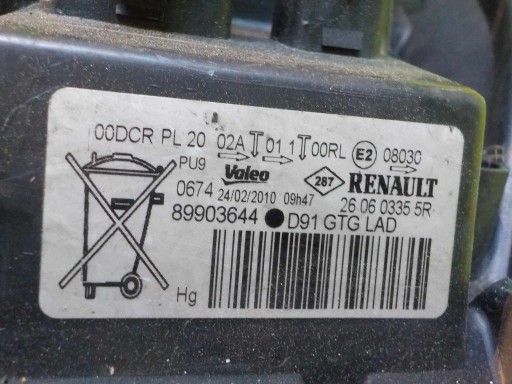 00DCR PL 20 02A 01 1 00RL E2 08030
PU9 Valeo 287 RENAULT
0674 24/02/2010 09h47 26 06 0335 5R
89903644 D91 GTG LAD
Hg